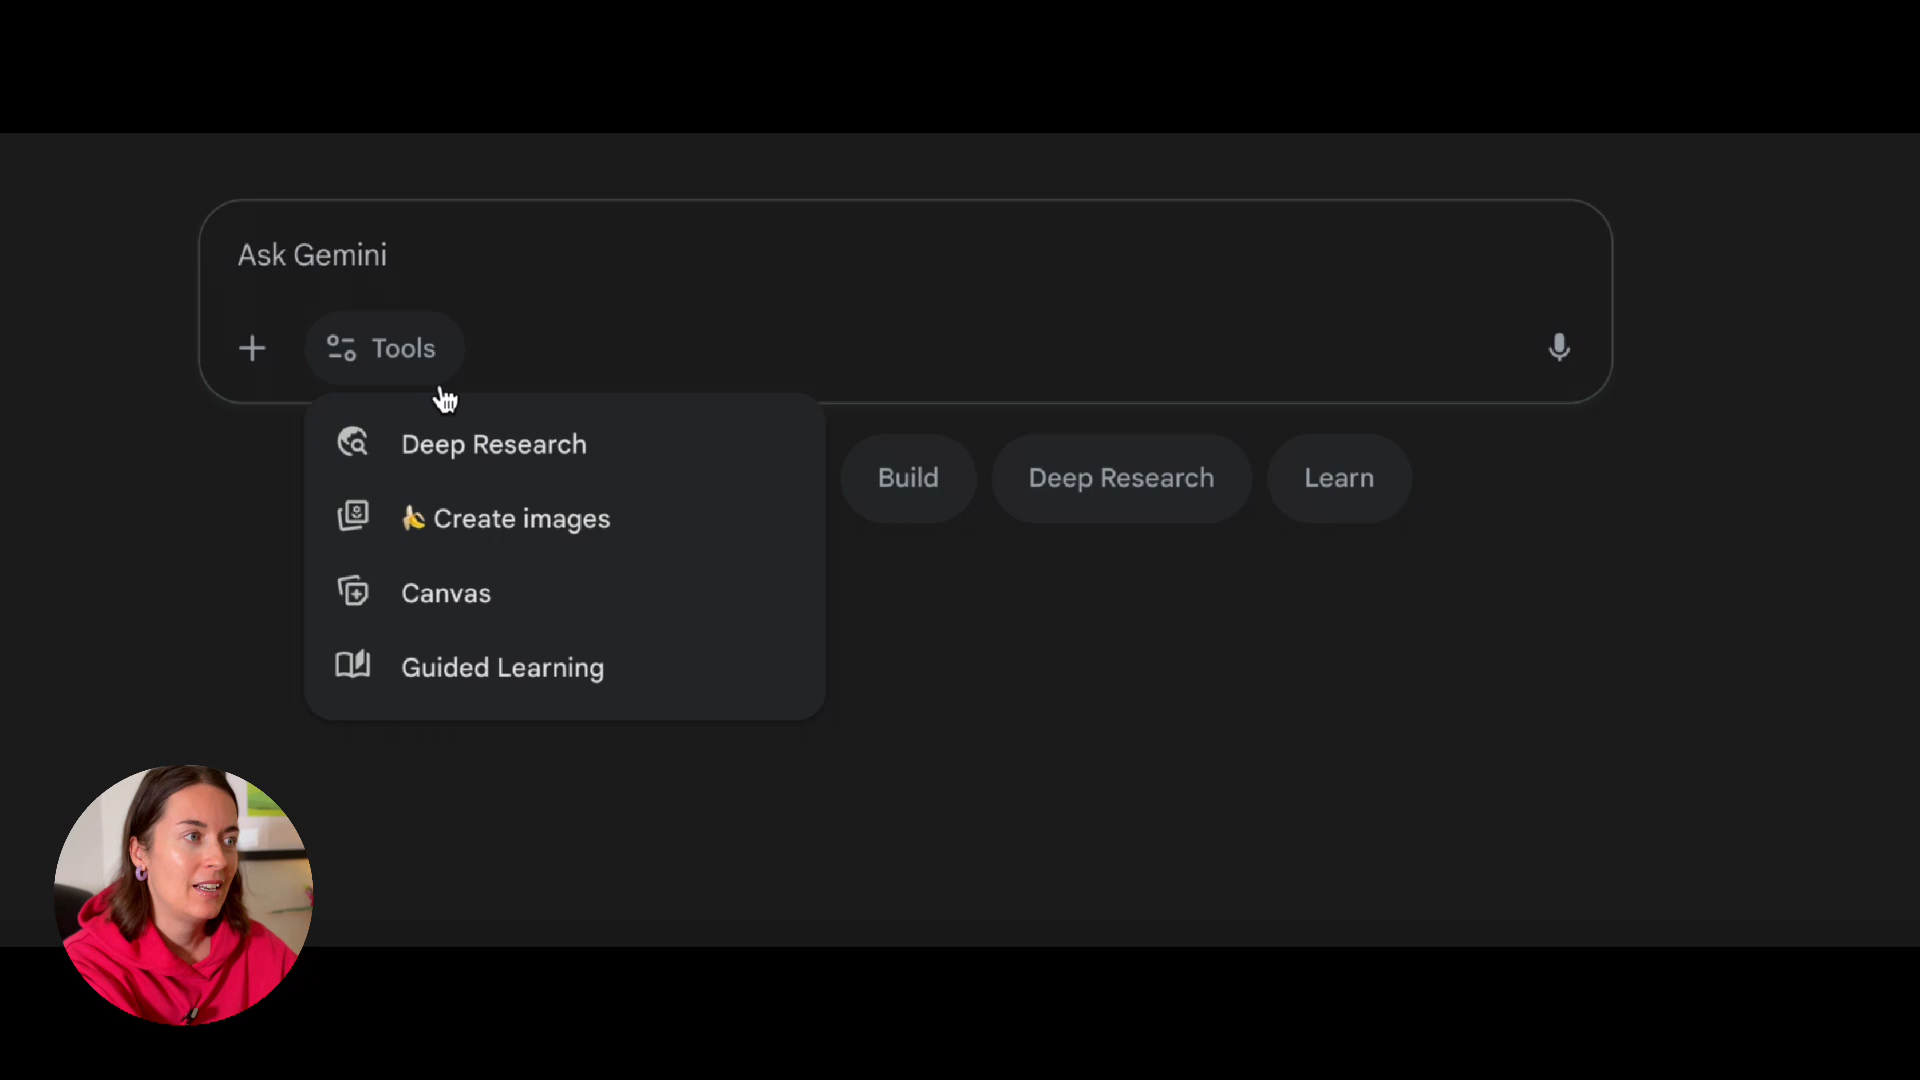 Ask Gemini
Tools
Deep Research
🍌 Create images
Canvas
Guided Learning
Build
Deep Research
Learn